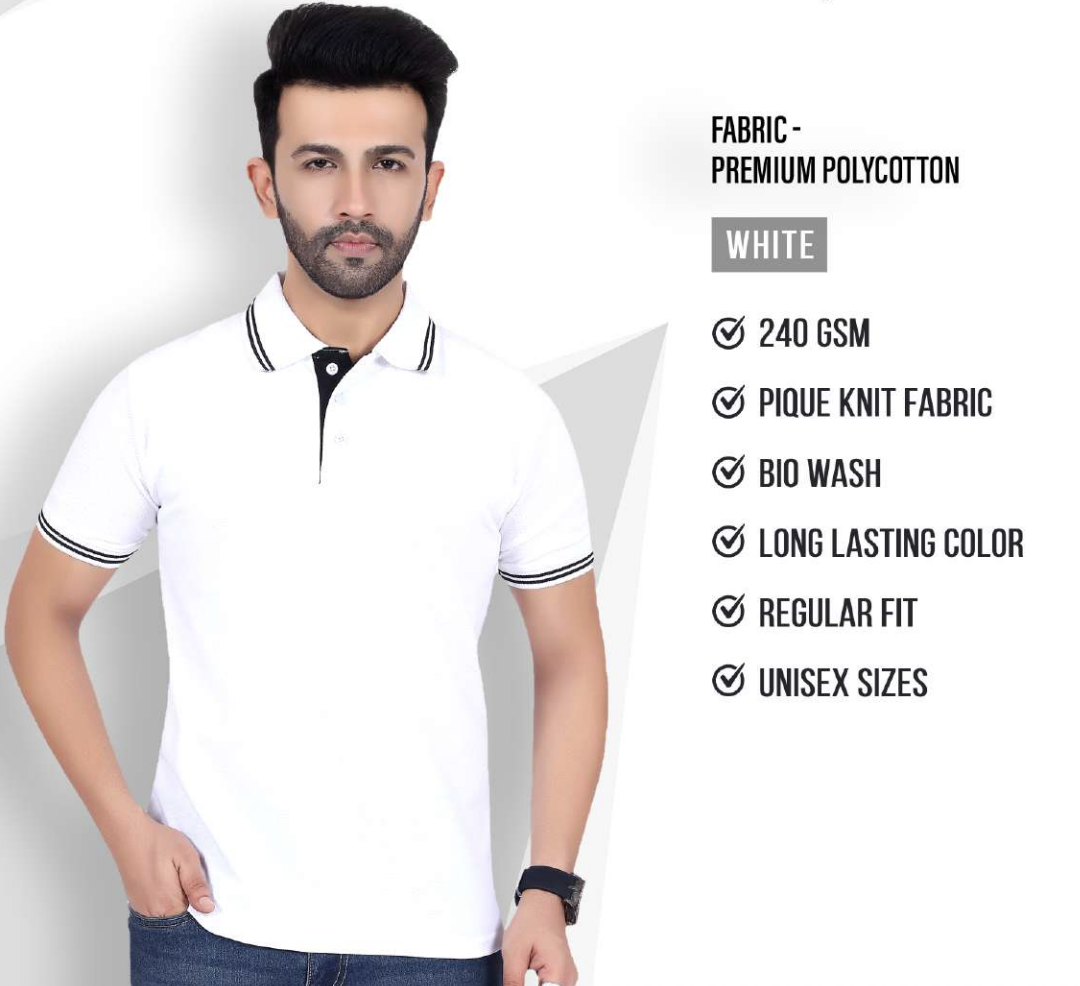 FABRIC -
PREMIUM POLYCOTTON
WHITE
240 GSM
PIQUE KNIT FABRIC
BIO WASH
LONG LASTING COLOR
REGULAR FIT
UNISEX SIZES